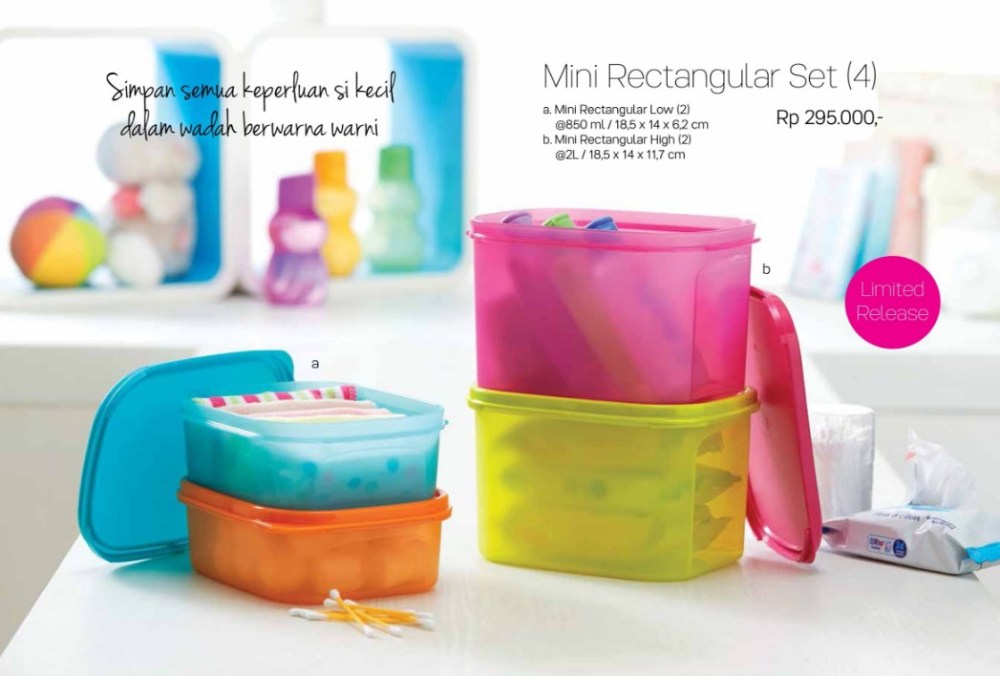 Simpan semua keperluan si kecil
dalam wadah berwarna warni
Mini Rectangular Set (4)
a. Mini Rectangular Low (2)
@850 ml / 18,5 x 14 x 6,2 cm
b. Mini Rectangular High (2)
@2L / 18,5 x 14 x 11,7 cm
Rp 295.000,-
a
b
Limited
Release